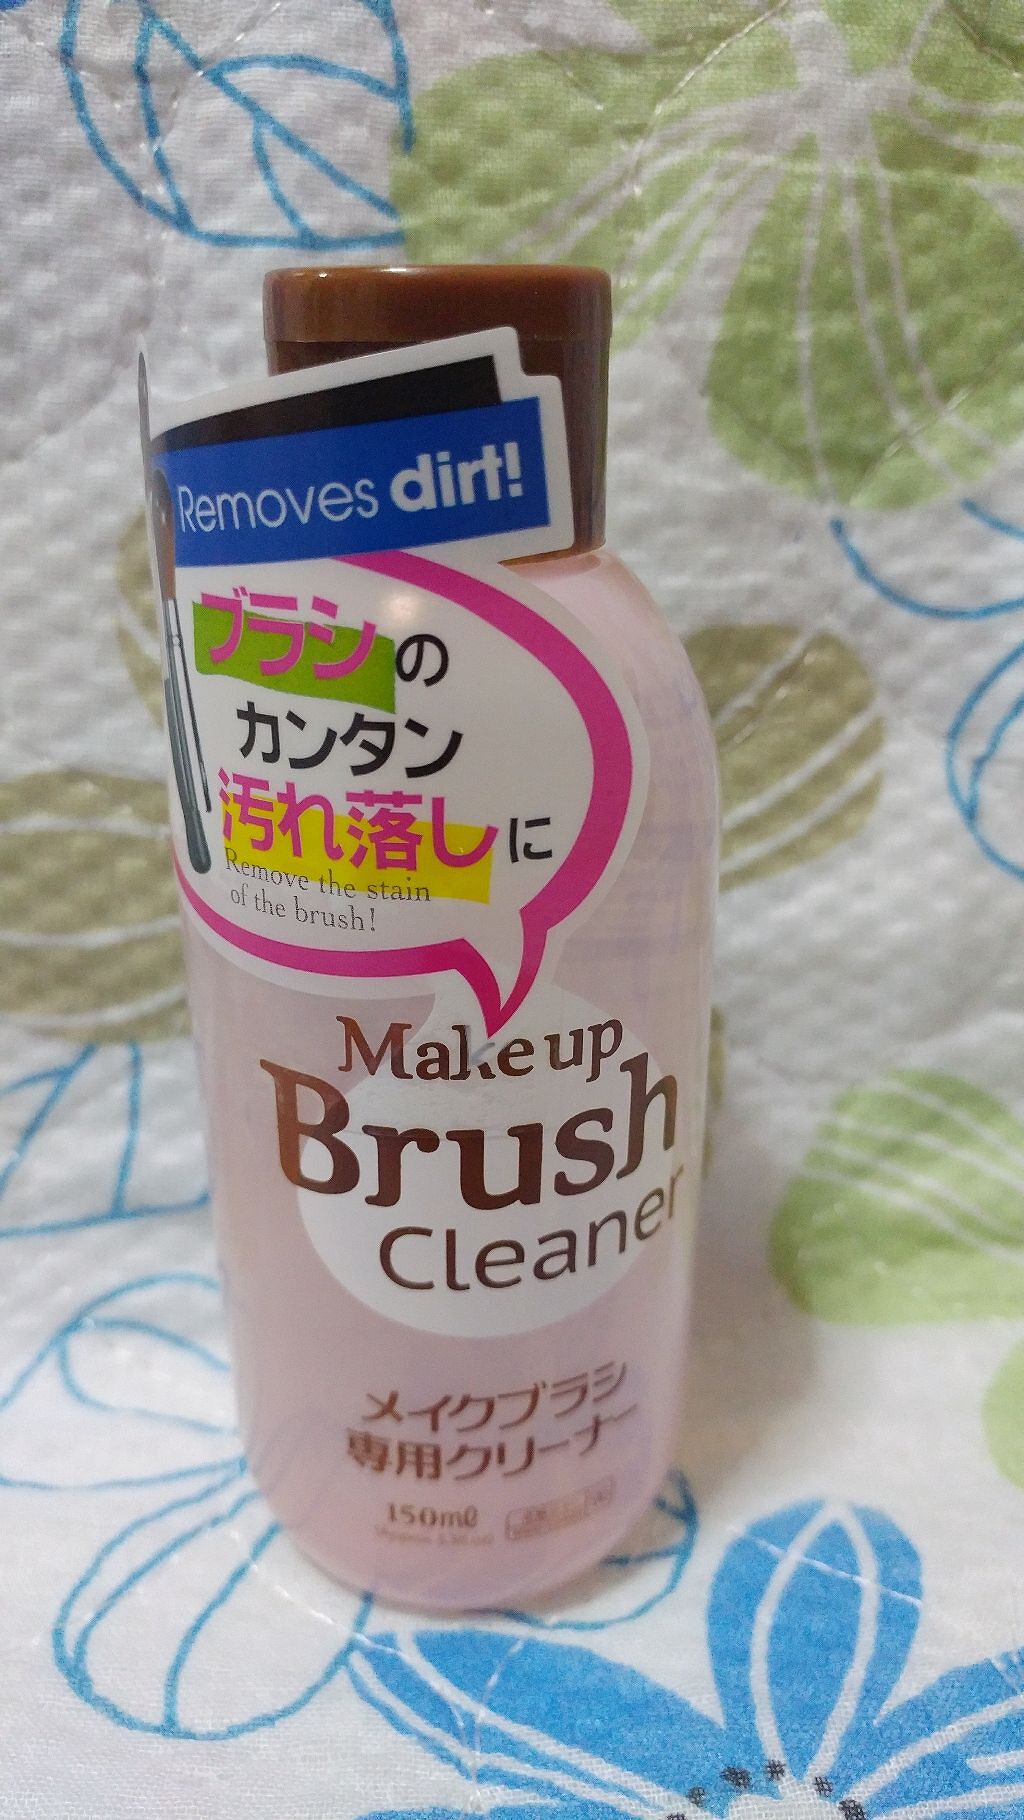 Removes dirt!
ブラシの
カンタン
汚れ落しに
Remove the stain
of the brush!
Make up
Brush
Cleaner
メイクブラシ
専用クリーナー
150ml